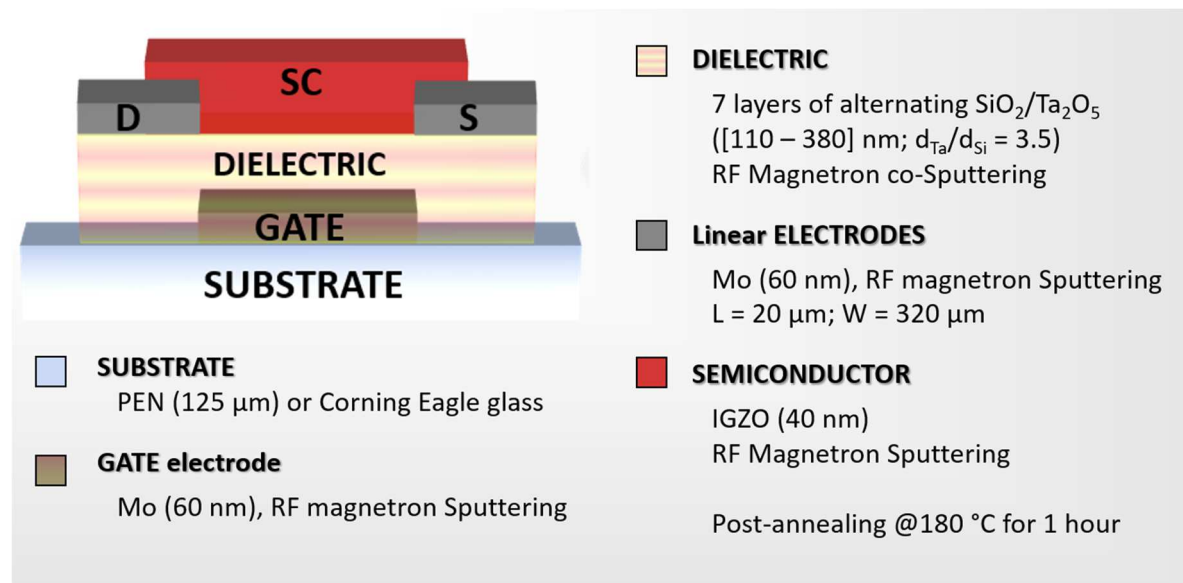 SC
D
S
DIELECTRIC
GATE
SUBSTRATE
SUBSTRATE
PEN (125 µm) or Corning Eagle glass
GATE electrode
Mo (60 nm), RF magnetron Sputtering
DIELECTRIC
7 layers of alternating SiO₂/Ta₂O₅
([110 – 380] nm; d_Ta/d_Si = 3.5)
RF Magnetron co-Sputtering
Linear ELECTRODES
Mo (60 nm), RF magnetron Sputtering
L = 20 µm; W = 320 µm
SEMICONDUCTOR
IGZO (40 nm)
RF Magnetron Sputtering
Post-annealing @180 °C for 1 hour